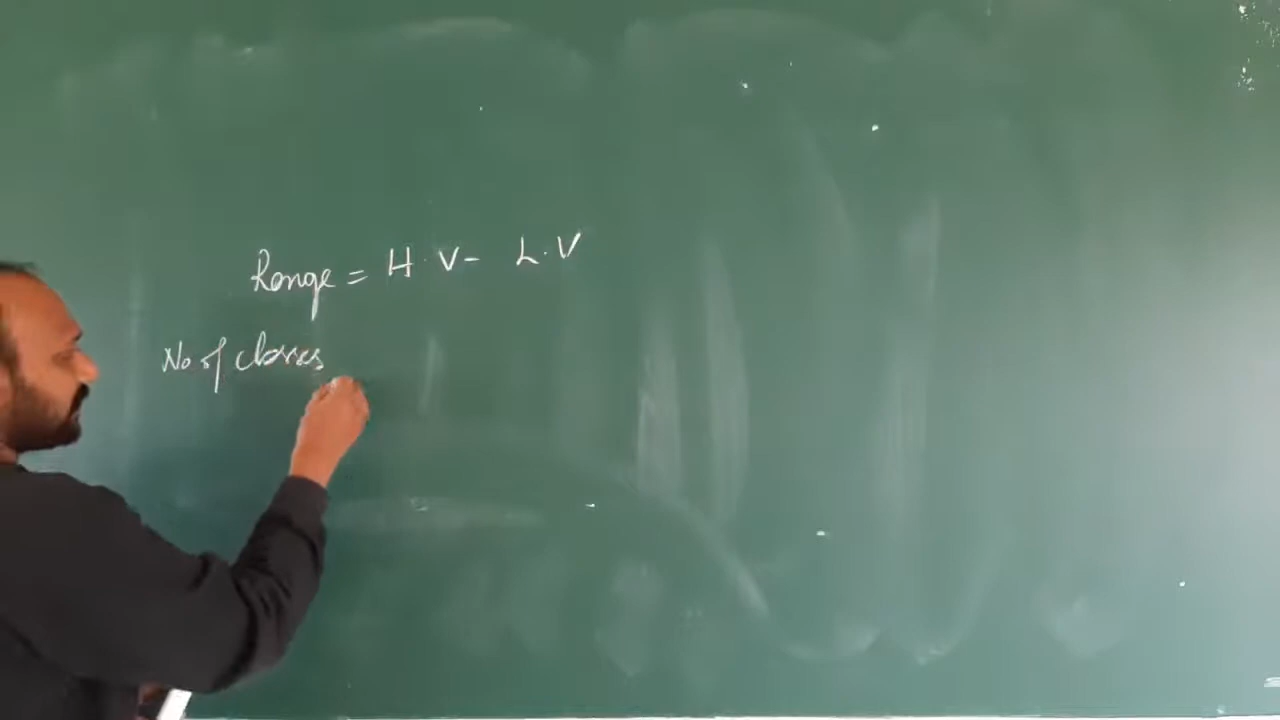 Range = H.V - L.V
No of classes